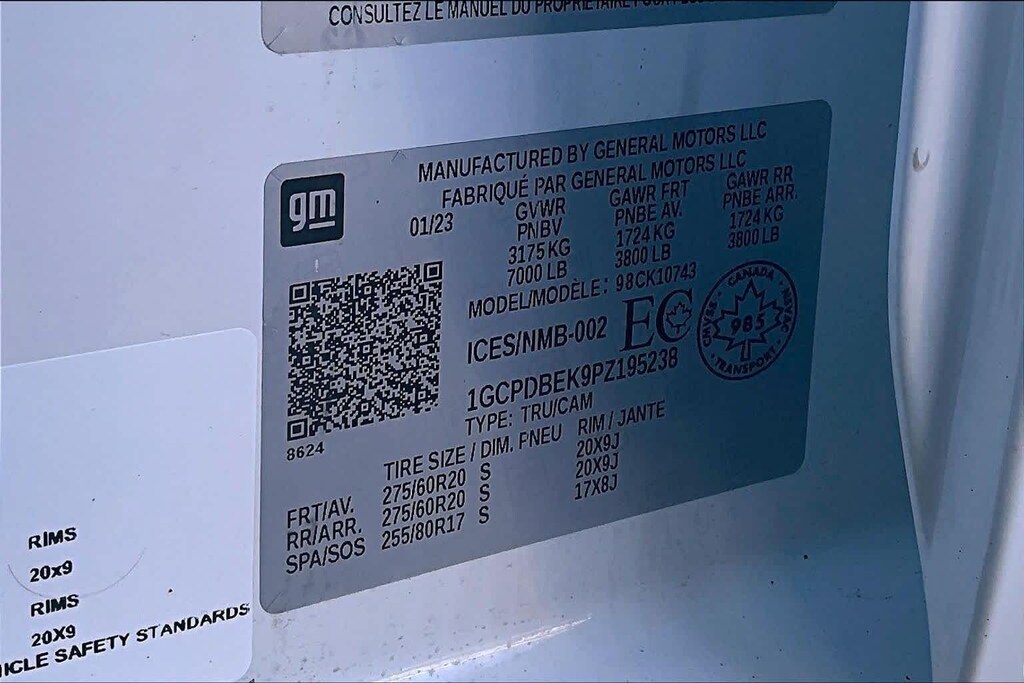 CONSULTEZ LE MANUEL DU PROPRIÉTAIRE POUR
MANUFACTURED BY GENERAL MOTORS LLC
FABRIQUÉ PAR GENERAL MOTORS LLC
gm
01/23
GVWR GAWR FRT GAWR RR
PNBV PNBE AV. PNBE ARR.
3175 KG 1724 KG 1724 KG
7000 LB 3800 LB 3800 LB
MODEL/MODÈLE: 98CK10743
ICES/NMB-002 EC
CANADA
CMVSS NSVAC
985
TRANSPORT
1GCPDBEK9PZ195238
TYPE: TRU/CAM
8624
TIRE SIZE / DIM. PNEU RIM / JANTE
FRT/AV. 275/60R20 S 20X9J
RR/ARR. 275/60R20 S 20X9J
SPA/SOS 255/80R17 S 17X8J
RIMS
20x9
RIMS
20X9
ICLE SAFETY STANDARDS